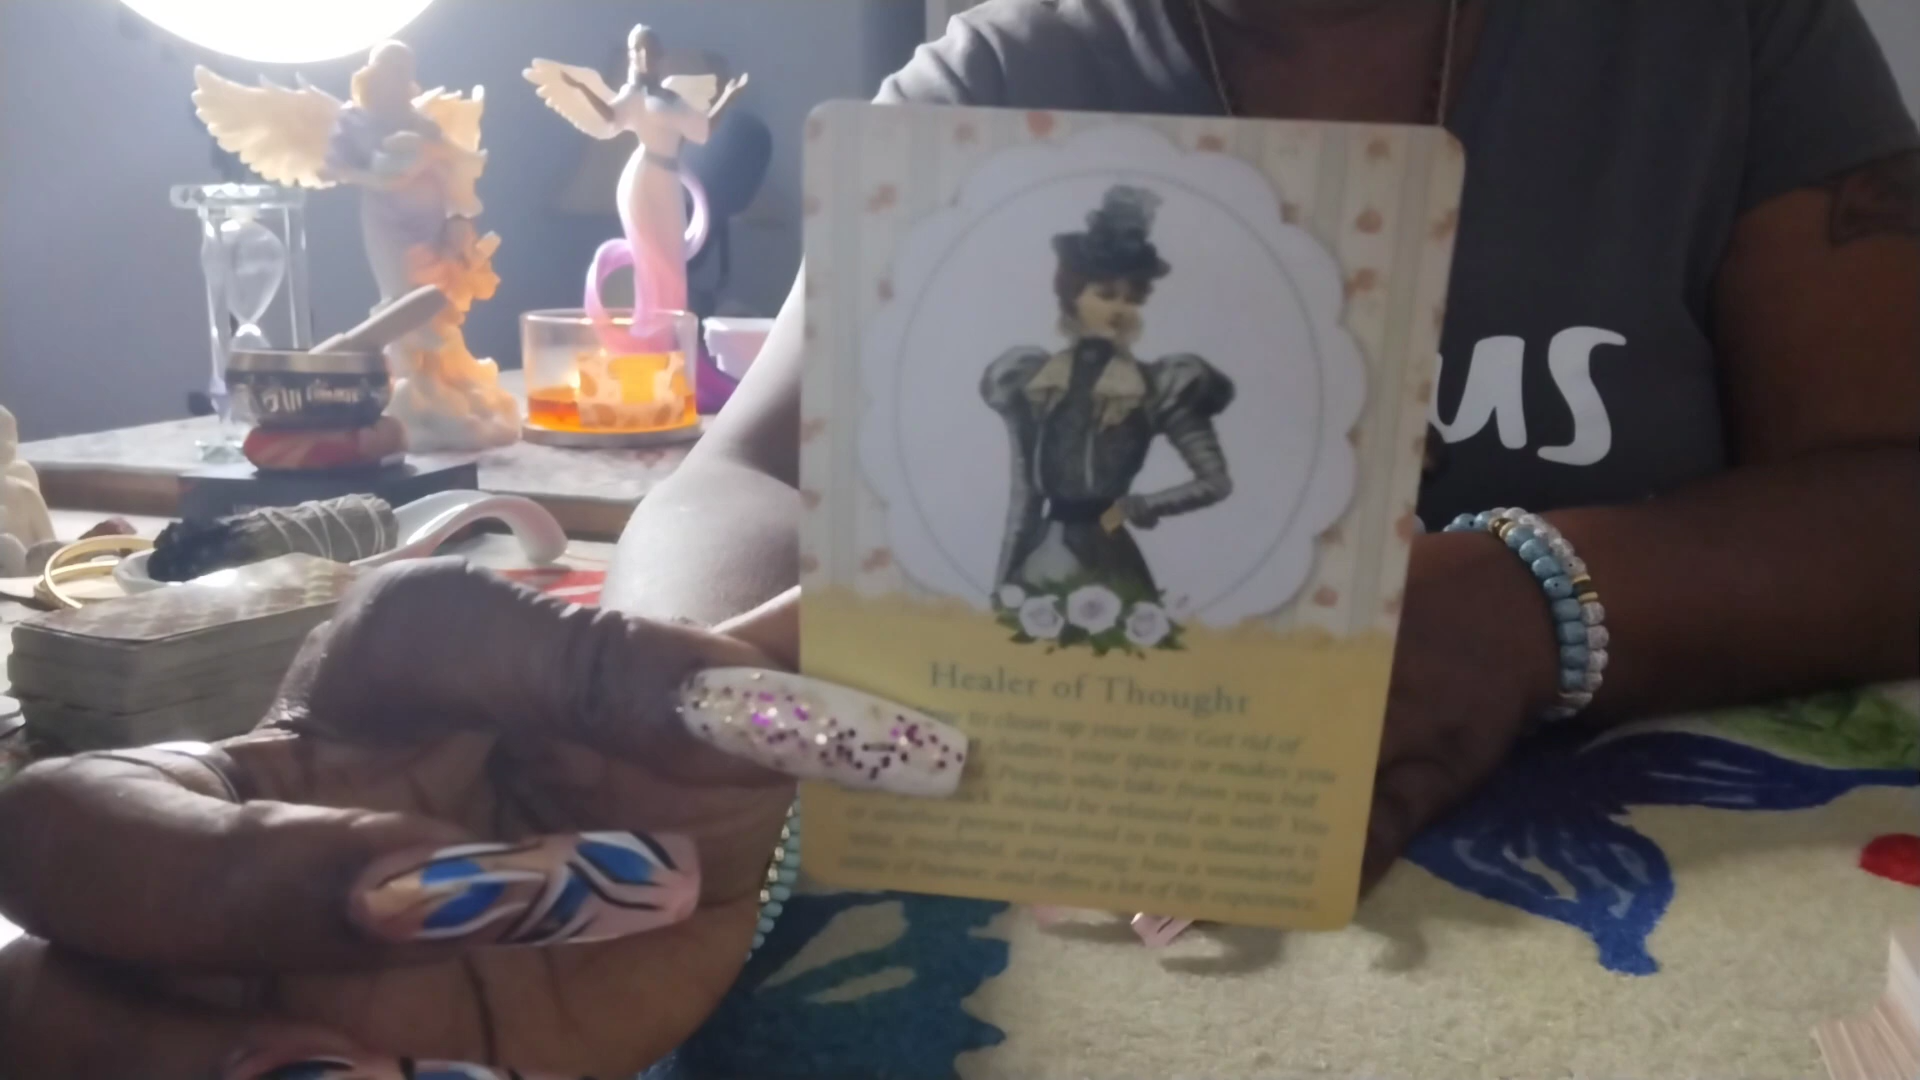 us
Healer of Thought
to clean up your life! Get rid of
clutters your space or makes you
People who take from you but
should be released as well! You
or another person involved in this situation is
wise, insightful, and caring; has a wonderful
sense of humor; and offers a lot of life experience.